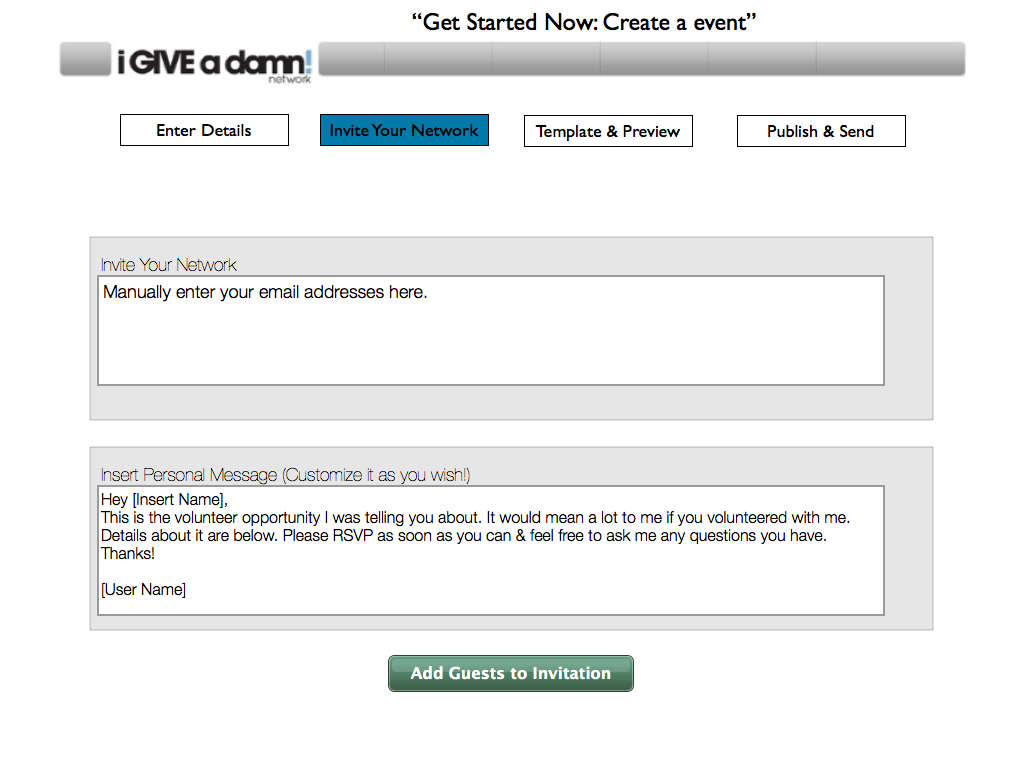 “Get Started Now: Create a event”
i GIVE a damn!
network
Enter Details
Invite Your Network
Template & Preview
Publish & Send
Invite Your Network
Manually enter your email addresses here.
Insert Personal Message (Customize it as you wish!)
Hey [Insert Name],
This is the volunteer opportunity I was telling you about. It would mean a lot to me if you volunteered with me.
Details about it are below. Please RSVP as soon as you can & feel free to ask me any questions you have.
Thanks!
[User Name]
Add Guests to Invitation